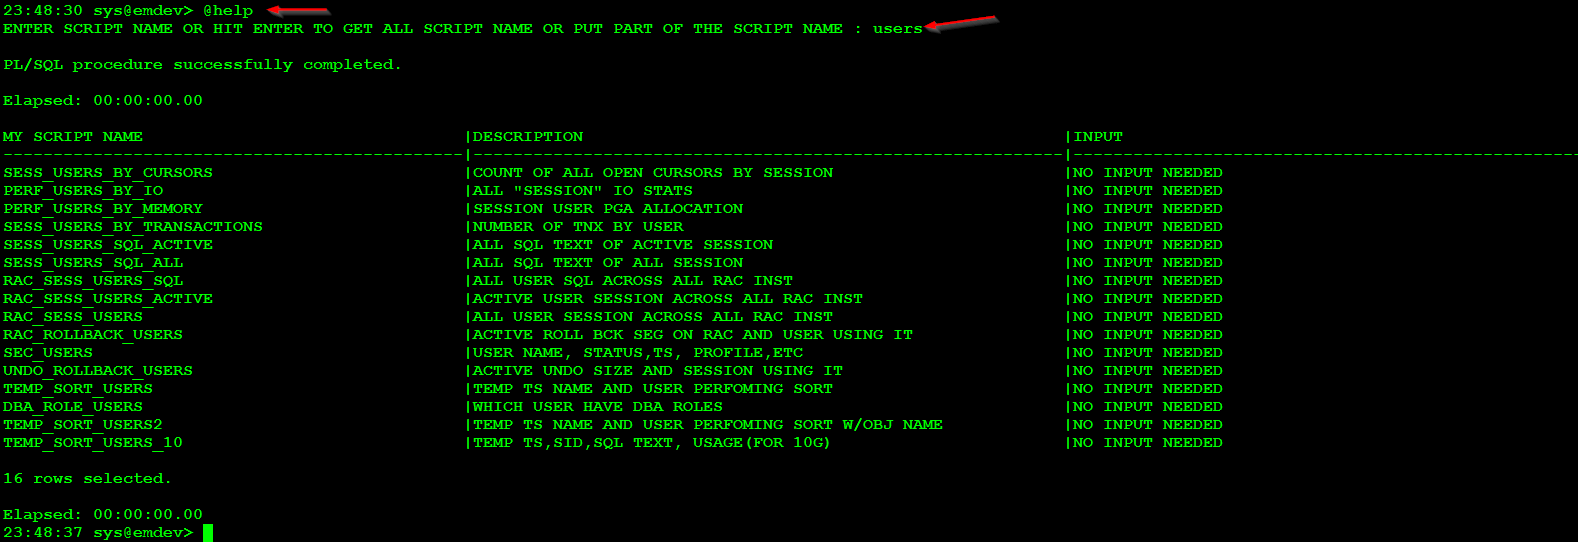 23:48:30 sys@emdev> @help
ENTER SCRIPT NAME OR HIT ENTER TO GET ALL SCRIPT NAME OR PUT PART OF THE SCRIPT NAME : users
PL/SQL procedure successfully completed.
Elapsed: 00:00:00.00
MY SCRIPT NAME |DESCRIPTION |INPUT
----------------------------------------------|-----------------------------------------------------------|---------------------------------------------------
SESS_USERS_BY_CURSORS |COUNT OF ALL OPEN CURSORS BY SESSION |NO INPUT NEEDED
PERF_USERS_BY_IO |ALL "SESSION" IO STATS |NO INPUT NEEDED
PERF_USERS_BY_MEMORY |SESSION USER PGA ALLOCATION |NO INPUT NEEDED
SESS_USERS_BY_TRANSACTIONS |NUMBER OF TNX BY USER |NO INPUT NEEDED
SESS_USERS_SQL_ACTIVE |ALL SQL TEXT OF ACTIVE SESSION |NO INPUT NEEDED
SESS_USERS_SQL_ALL |ALL SQL TEXT OF ALL SESSION |NO INPUT NEEDED
RAC_SESS_USERS_SQL |ALL USER SQL ACROSS ALL RAC INST |NO INPUT NEEDED
RAC_SESS_USERS_ACTIVE |ACTIVE USER SESSION ACROSS ALL RAC INST |NO INPUT NEEDED
RAC_SESS_USERS |ALL USER SESSION ACROSS ALL RAC INST |NO INPUT NEEDED
RAC_ROLLBACK_USERS |ACTIVE ROLL BCK SEG ON RAC AND USER USING IT |NO INPUT NEEDED
SEC_USERS |USER NAME, STATUS,TS, PROFILE,ETC |NO INPUT NEEDED
UNDO_ROLLBACK_USERS |ACTIVE UNDO SIZE AND SESSION USING IT |NO INPUT NEEDED
TEMP_SORT_USERS |TEMP TS NAME AND USER PERFOMING SORT |NO INPUT NEEDED
DBA_ROLE_USERS |WHICH USER HAVE DBA ROLES |NO INPUT NEEDED
TEMP_SORT_USERS2 |TEMP TS NAME AND USER PERFOMING SORT W/OBJ NAME |NO INPUT NEEDED
TEMP_SORT_USERS_10 |TEMP TS,SID,SQL TEXT, USAGE(FOR 10G) |NO INPUT NEEDED
16 rows selected.
Elapsed: 00:00:00.00
23:48:37 sys@emdev>